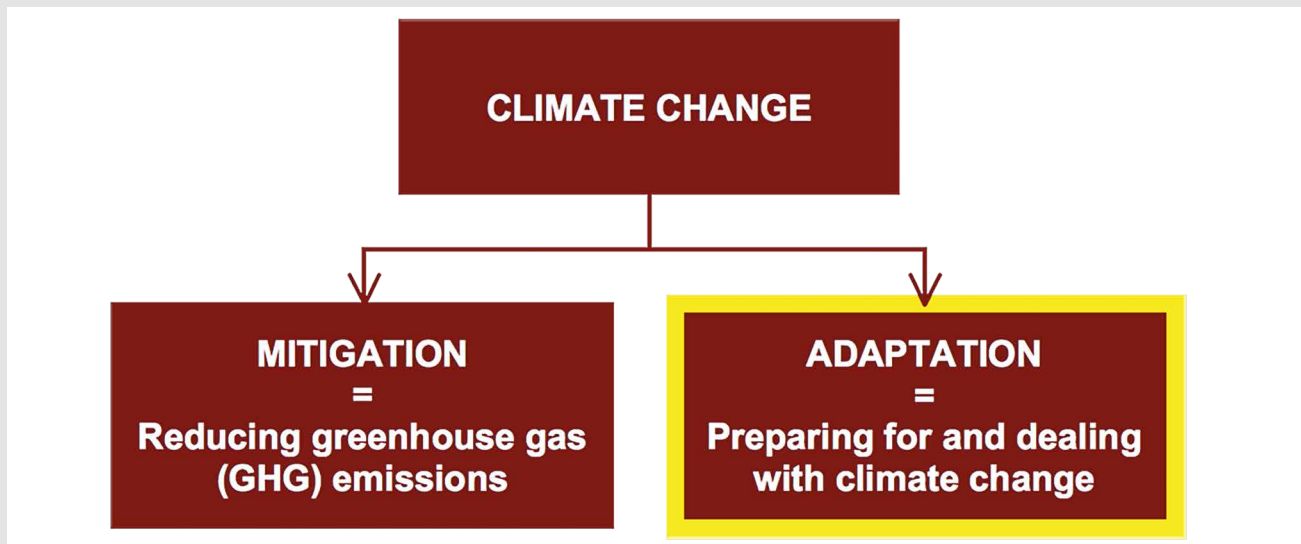 CLIMATE CHANGE
MITIGATION
=
Reducing greenhouse gas
(GHG) emissions
ADAPTATION
=
Preparing for and dealing
with climate change